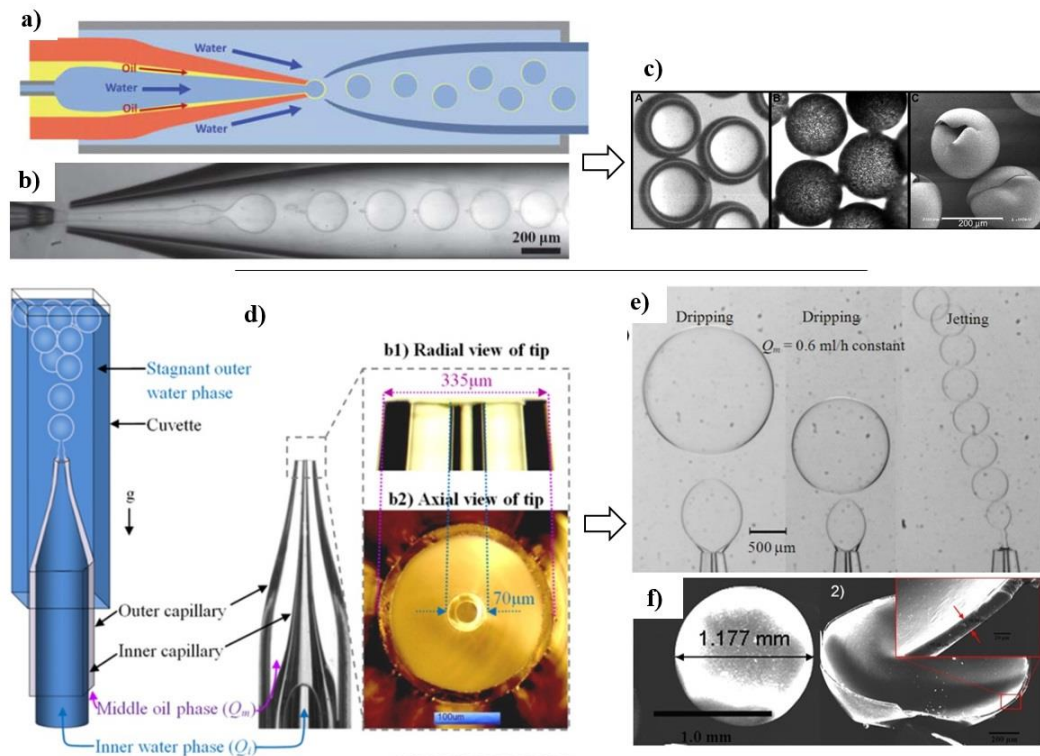 a)
Water
Oil
Water
Oil
Water
b)
200 μm
c)
A
B
C
200 μm
d)
Stagnant outer
water phase
Cuvette
g
Outer capillary
Inner capillary
Middle oil phase (Qm)
Inner water phase (Qi)
b1) Radial view of tip
335μm
b2) Axial view of tip
70μm
100um
e)
Dripping
Dripping
Jetting
Qm = 0.6 ml/h constant
500 μm
f)
1.177 mm
1.0 mm
2)
200 μm